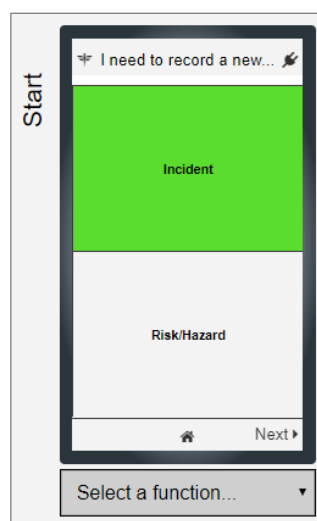 Start
I need to record a new...
Incident
Risk/Hazard
Next
Select a function...